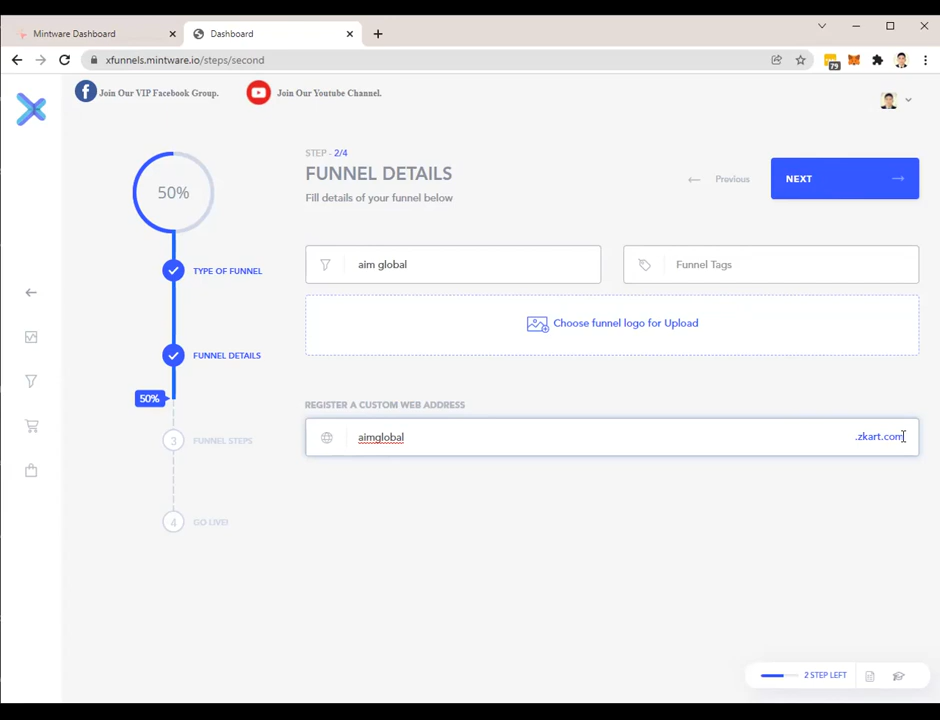 Mintware Dashboard
Dashboard
xfunnels.mintware.io/steps/second
79
Join Our VIP Facebook Group.
Join Our Youtube Channel.
50%
STEP - 2/4
FUNNEL DETAILS
Fill details of your funnel below
Previous
NEXT
TYPE OF FUNNEL
aim global
Funnel Tags
Choose funnel logo for Upload
FUNNEL DETAILS
50%
REGISTER A CUSTOM WEB ADDRESS
aimglobal
.zkart.com
3
FUNNEL STEPS
4
GO LIVE!
2 STEP LEFT